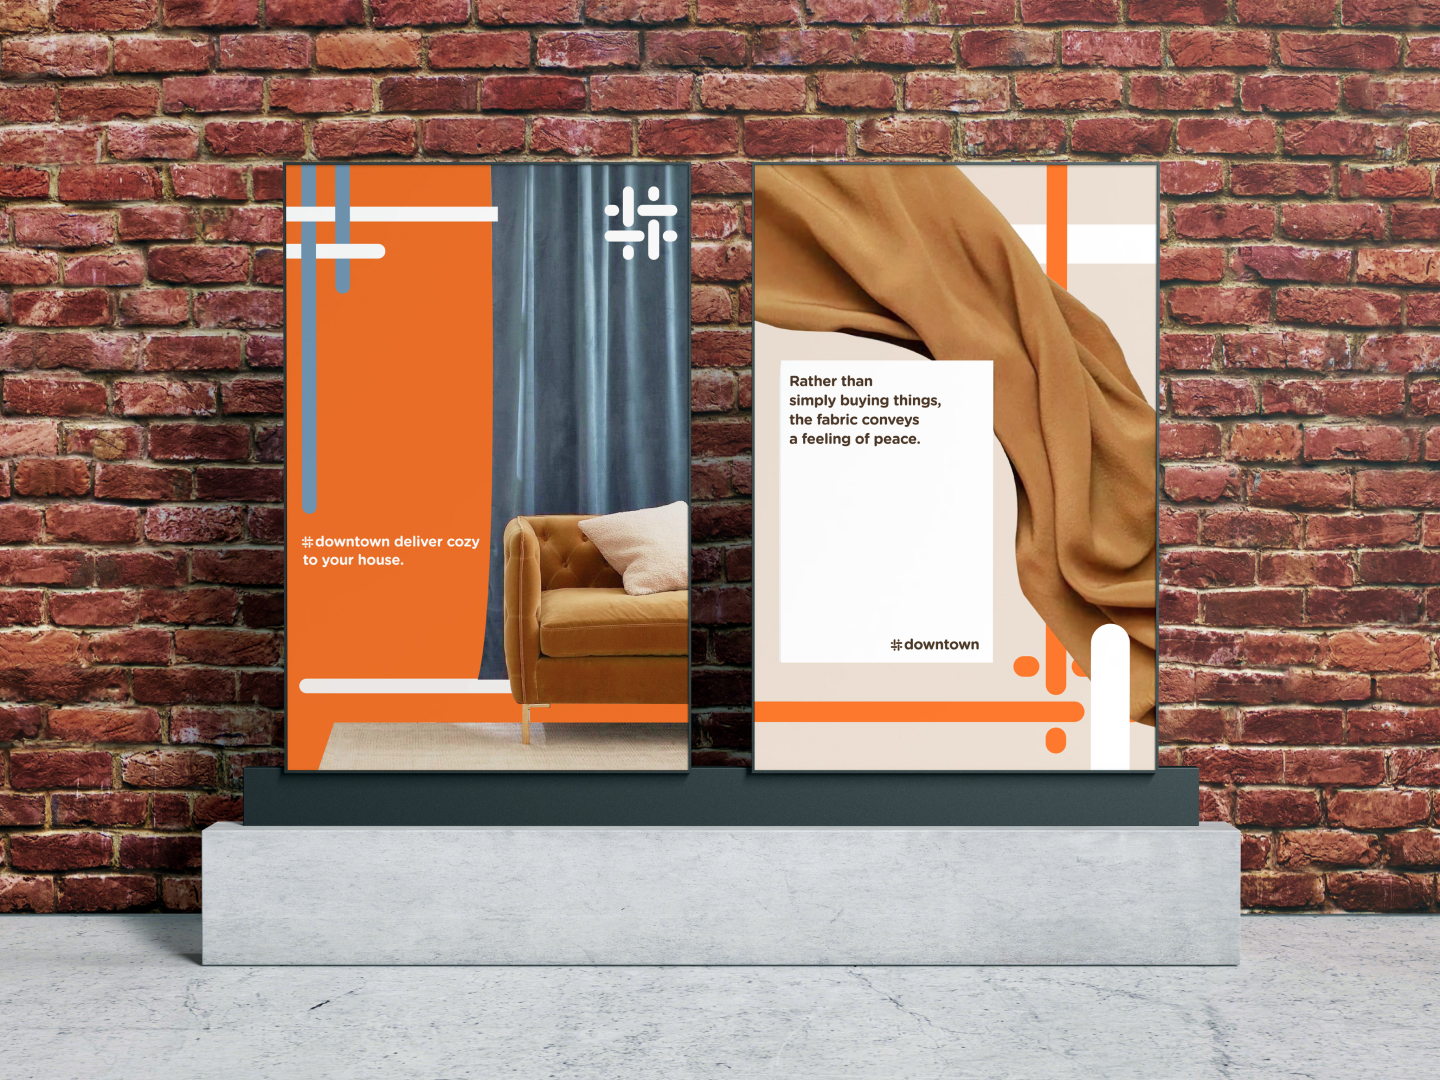 #downtown deliver cozy
to your house.
Rather than
simply buying things,
the fabric conveys
a feeling of peace.
#downtown